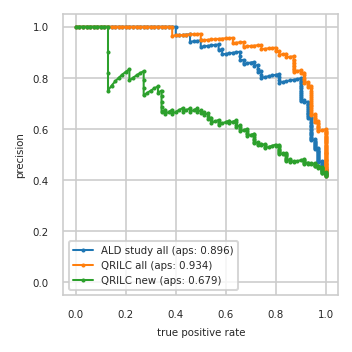 1.0
0.8
0.6
0.4
0.2
0.0
precision
ALD study all (aps: 0.896)
QRILC all (aps: 0.934)
QRILC new (aps: 0.679)
0.0 0.2 0.4 0.6 0.8 1.0
true positive rate